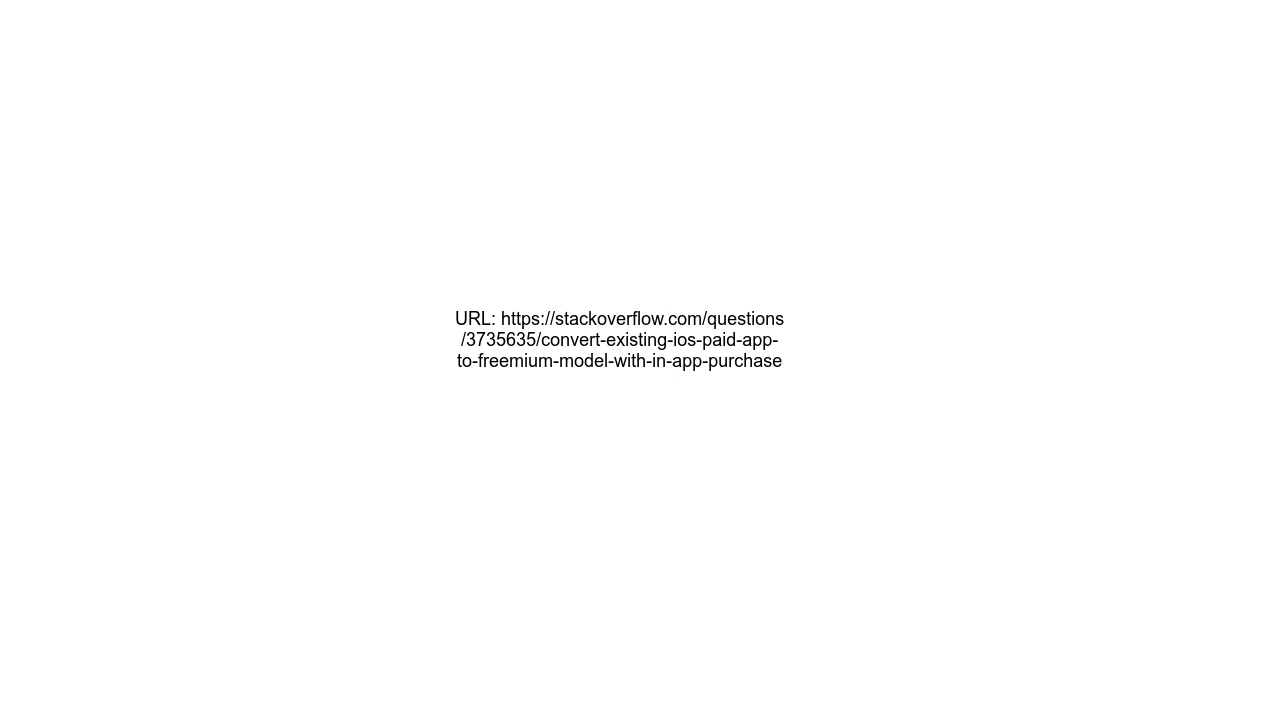 URL: https://stackoverflow.com/questions
/3735635/convert-existing-ios-paid-app-
to-freemium-model-with-in-app-purchase